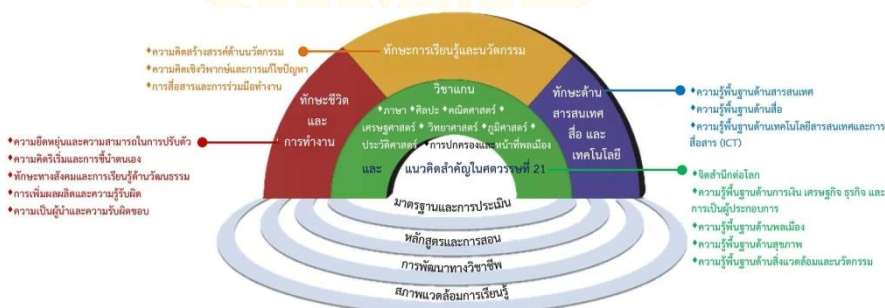 ทักษะการเรียนรู้และนวัตกรรม
♦ความคิดสร้างสรรค์ด้านนวัตกรรม
♦ความคิดเชิงวิพากษ์และการแก้ไขปัญหา
♦การสื่อสารและการร่วมมือทำงาน
ทักษะชีวิต
และ
การทำงาน
♦ความยืดหยุ่นและความสามารถในการปรับตัว
♦ความคิดริเริ่มและการชี้นำตนเอง
♦ทักษะทางสังคมและการเรียนรู้ด้านวัฒนธรรม
♦การเพิ่มผลผลิตและความรู้รับผิด
♦ความเป็นผู้นำและความรับผิดชอบ
วิชาแกน
♦ภาษา ♦ศิลปะ ♦คณิตศาสตร์ ♦
เศรษฐศาสตร์ ♦ วิทยาศาสตร์ ♦ภูมิศาสตร์ ♦
ประวัติศาสตร์ ♦การปกครองและหน้าที่พลเมือง
และ แนวคิดสำคัญในศตวรรษที่ 21
ทักษะด้าน
สารสนเทศ
สื่อ และ
เทคโนโลยี
♦ความรู้พื้นฐานด้านสารสนเทศ
♦ความรู้พื้นฐานด้านสื่อ
♦ความรู้พื้นฐานด้านเทคโนโลยีสารสนเทศและการ
สื่อสาร (ICT)
♦จิตสำนึกต่อโลก
♦ความรู้พื้นฐานด้านการเงิน เศรษฐกิจ ธุรกิจ และ
การเป็นผู้ประกอบการ
♦ความรู้พื้นฐานด้านพลเมือง
♦ความรู้พื้นฐานด้านสุขภาพ
♦ความรู้พื้นฐานด้านสิ่งแวดล้อมและนวัตกรรม
มาตรฐานและการประเมิน
หลักสูตรและการสอน
การพัฒนาทางวิชาชีพ
สภาพแวดล้อมการเรียนรู้